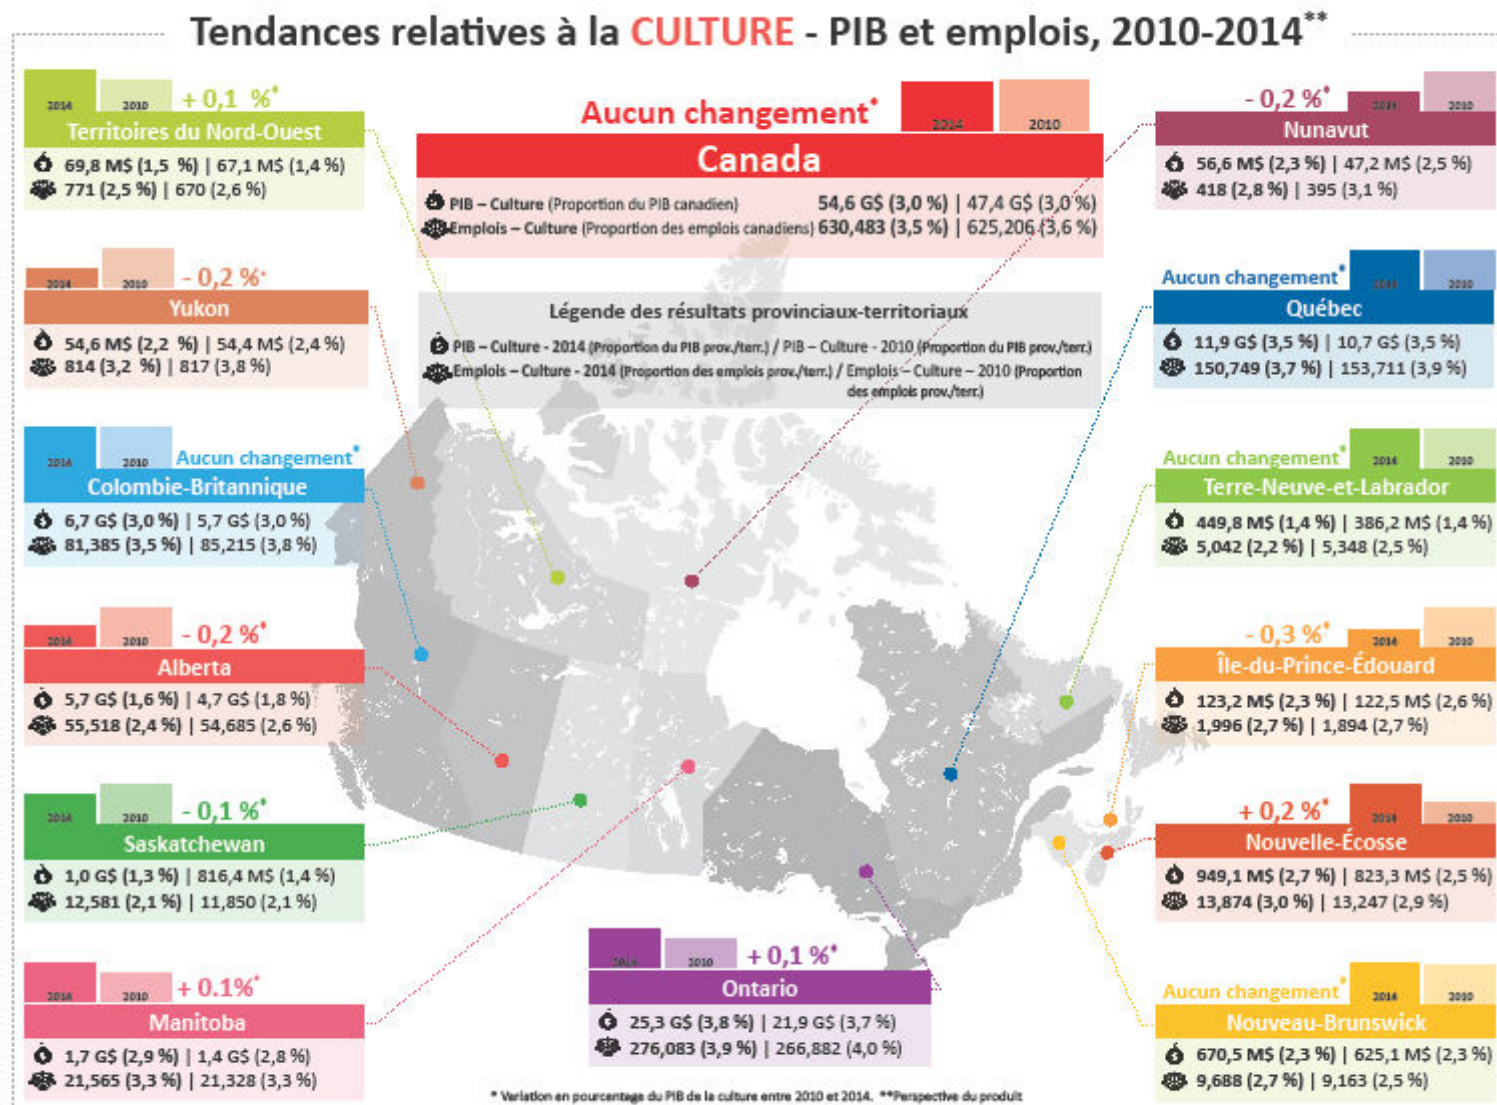 Tendances relatives à la CULTURE - PIB et emplois, 2010-2014**
2014 2010 + 0,1 %*
Territoires du Nord-Ouest
69,8 M$ (1,5 %) | 67,1 M$ (1,4 %)
771 (2,5 %) | 670 (2,6 %)
2014 2010 - 0,2 %*
Yukon
54,6 M$ (2,2 %) | 54,4 M$ (2,4 %)
814 (3,2 %) | 817 (3,8 %)
2014 2010 Aucun changement*
Colombie-Britannique
6,7 G$ (3,0 %) | 5,7 G$ (3,0 %)
81,385 (3,5 %) | 85,215 (3,8 %)
2014 2010 - 0,2 %*
Alberta
5,7 G$ (1,6 %) | 4,7 G$ (1,8 %)
55,518 (2,4 %) | 54,685 (2,6 %)
2014 2010 - 0,1 %*
Saskatchewan
1,0 G$ (1,3 %) | 816,4 M$ (1,4 %)
12,581 (2,1 %) | 11,850 (2,1 %)
2014 2010 + 0.1%*
Manitoba
1,7 G$ (2,9 %) | 1,4 G$ (2,8 %)
21,565 (3,3 %) | 21,328 (3,3 %)
Aucun changement* 2014 2010
Canada
PIB – Culture (Proportion du PIB canadien) 54,6 G$ (3,0 %) | 47,4 G$ (3,0 %)
Emplois – Culture (Proportion des emplois canadiens) 630,483 (3,5 %) | 625,206 (3,6 %)
Légende des résultats provinciaux-territoriaux
PIB – Culture - 2014 (Proportion du PIB prov./terr.) / PIB – Culture - 2010 (Proportion du PIB prov./terr.)
Emplois – Culture - 2014 (Proportion des emplois prov./terr.) / Emplois – Culture – 2010 (Proportion
des emplois prov./terr.)
2014 2010 + 0,1 %*
Ontario
25,3 G$ (3,8 %) | 21,9 G$ (3,7 %)
276,083 (3,9 %) | 266,882 (4,0 %)
- 0,2 %* 2014 2010
Nunavut
56,6 M$ (2,3 %) | 47,2 M$ (2,5 %)
418 (2,8 %) | 395 (3,1 %)
Aucun changement* 2014 2010
Québec
11,9 G$ (3,5 %) | 10,7 G$ (3,5 %)
150,749 (3,7 %) | 153,711 (3,9 %)
Aucun changement* 2014 2010
Terre-Neuve-et-Labrador
449,8 M$ (1,4 %) | 386,2 M$ (1,4 %)
5,042 (2,2 %) | 5,348 (2,5 %)
- 0,3 %* 2014 2010
Île-du-Prince-Édouard
123,2 M$ (2,3 %) | 122,5 M$ (2,6 %)
1,996 (2,7 %) | 1,894 (2,7 %)
+ 0,2 %* 2014 2010
Nouvelle-Écosse
949,1 M$ (2,7 %) | 823,3 M$ (2,5 %)
13,874 (3,0 %) | 13,247 (2,9 %)
Aucun changement* 2014 2010
Nouveau-Brunswick
670,5 M$ (2,3 %) | 625,1 M$ (2,3 %)
9,688 (2,7 %) | 9,163 (2,5 %)
* Variation en pourcentage du PIB de la culture entre 2010 et 2014. **Perspective du produit